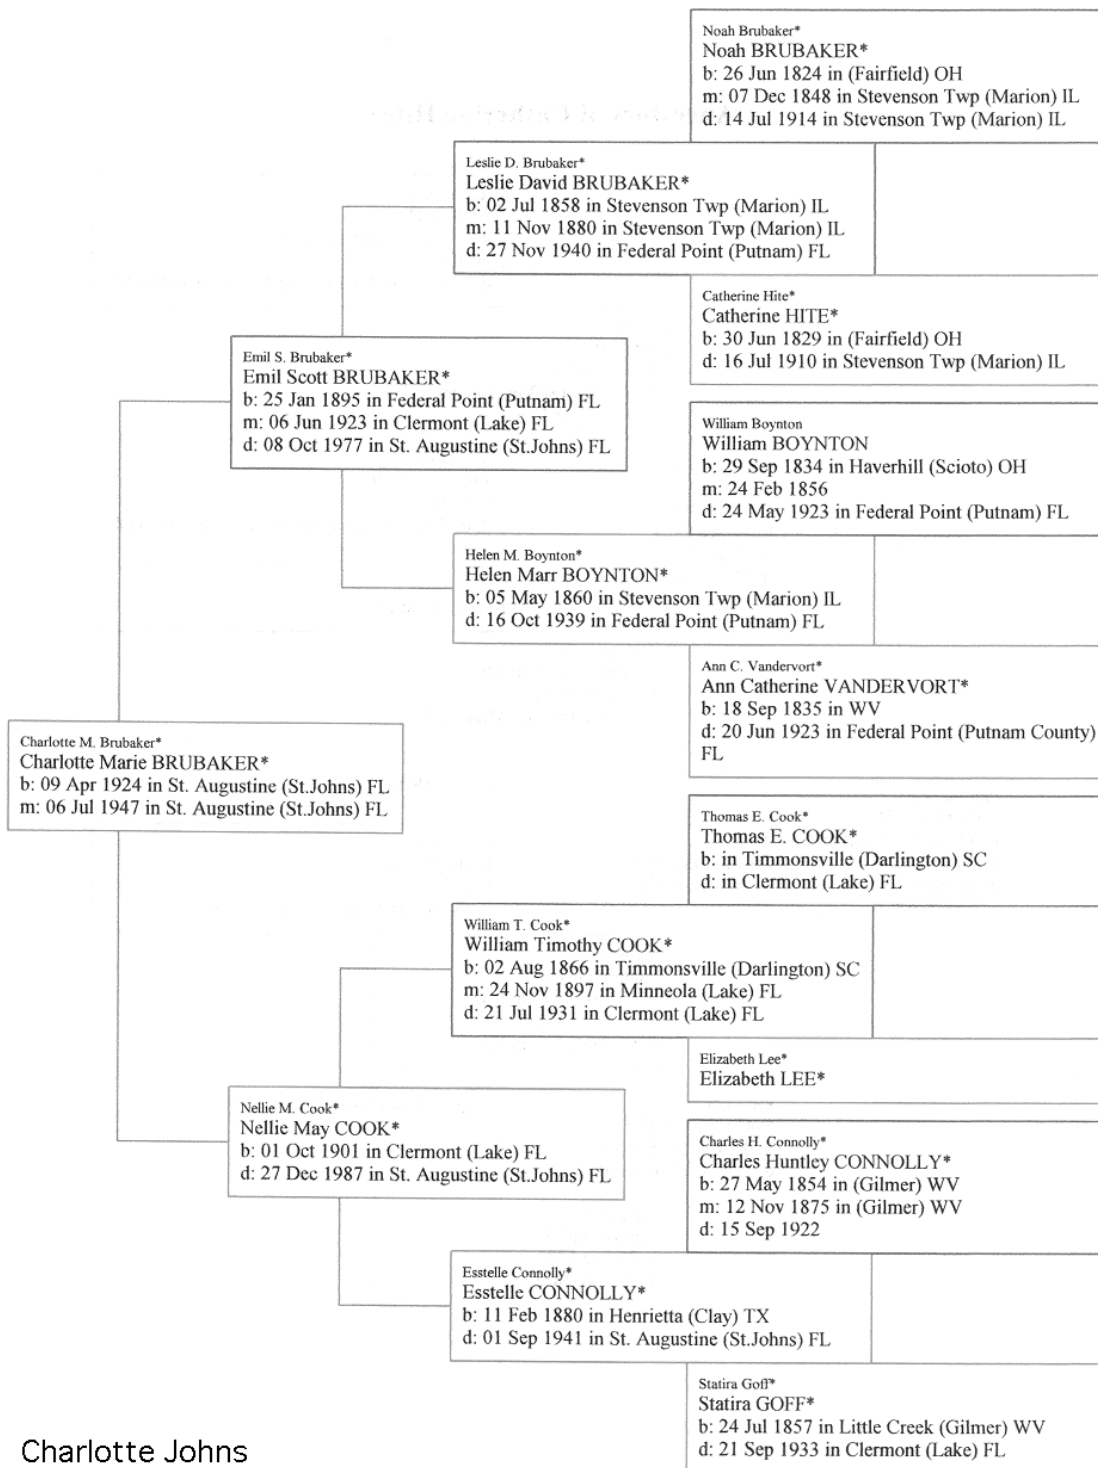 Noah Brubaker*
Noah BRUBAKER*
b: 26 Jun 1824 in (Fairfield) OH
m: 07 Dec 1848 in Stevenson Twp (Marion) IL
d: 14 Jul 1914 in Stevenson Twp (Marion) IL
Leslie D. Brubaker*
Leslie David BRUBAKER*
b: 02 Jul 1858 in Stevenson Twp (Marion) IL
m: 11 Nov 1880 in Stevenson Twp (Marion) IL
d: 27 Nov 1940 in Federal Point (Putnam) FL
Catherine Hite*
Catherine HITE*
b: 30 Jun 1829 in (Fairfield) OH
d: 16 Jul 1910 in Stevenson Twp (Marion) IL
Emil S. Brubaker*
Emil Scott BRUBAKER*
b: 25 Jan 1895 in Federal Point (Putnam) FL
m: 06 Jun 1923 in Clermont (Lake) FL
d: 08 Oct 1977 in St. Augustine (St.Johns) FL
William Boynton
William BOYNTON
b: 29 Sep 1834 in Haverhill (Scioto) OH
m: 24 Feb 1856
d: 24 May 1923 in Federal Point (Putnam) FL
Helen M. Boynton*
Helen Marr BOYNTON*
b: 05 May 1860 in Stevenson Twp (Marion) IL
d: 16 Oct 1939 in Federal Point (Putnam) FL
Ann C. Vandervort*
Ann Catherine VANDERVORT*
b: 18 Sep 1835 in WV
d: 20 Jun 1923 in Federal Point (Putnam County)
FL
Charlotte M. Brubaker*
Charlotte Marie BRUBAKER*
b: 09 Apr 1924 in St. Augustine (St.Johns) FL
m: 06 Jul 1947 in St. Augustine (St.Johns) FL
Thomas E. Cook*
Thomas E. COOK*
b: in Timmonsville (Darlington) SC
d: in Clermont (Lake) FL
William T. Cook*
William Timothy COOK*
b: 02 Aug 1866 in Timmonsville (Darlington) SC
m: 24 Nov 1897 in Minneola (Lake) FL
d: 21 Jul 1931 in Clermont (Lake) FL
Elizabeth Lee*
Elizabeth LEE*
Nellie M. Cook*
Nellie May COOK*
b: 01 Oct 1901 in Clermont (Lake) FL
d: 27 Dec 1987 in St. Augustine (St.Johns) FL
Charles H. Connolly*
Charles Huntley CONNOLLY*
b: 27 May 1854 in (Gilmer) WV
m: 12 Nov 1875 in (Gilmer) WV
d: 15 Sep 1922
Esstelle Connolly*
Esstelle CONNOLLY*
b: 11 Feb 1880 in Henrietta (Clay) TX
d: 01 Sep 1941 in St. Augustine (St.Johns) FL
Statira Goff*
Statira GOFF*
b: 24 Jul 1857 in Little Creek (Gilmer) WV
d: 21 Sep 1933 in Clermont (Lake) FL
Charlotte Johns